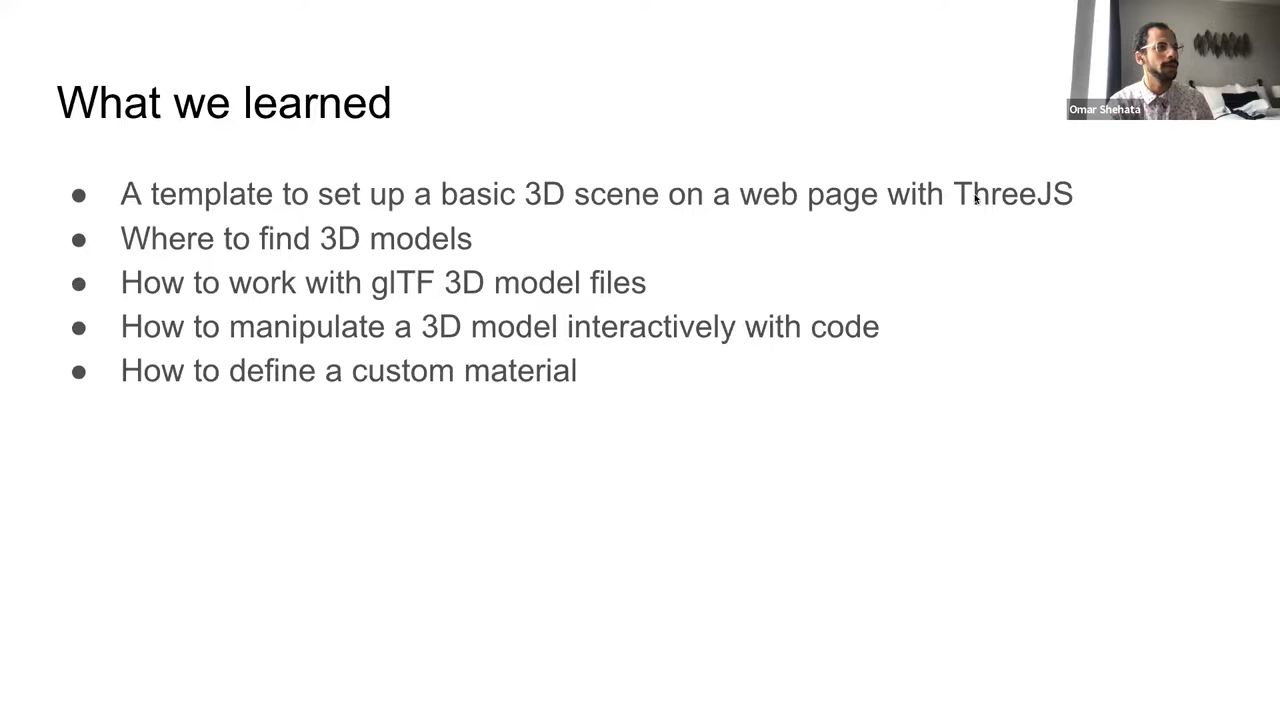 What we learned
Omar Shehata
● A template to set up a basic 3D scene on a web page with ThreeJS
● Where to find 3D models
● How to work with glTF 3D model files
● How to manipulate a 3D model interactively with code
● How to define a custom material